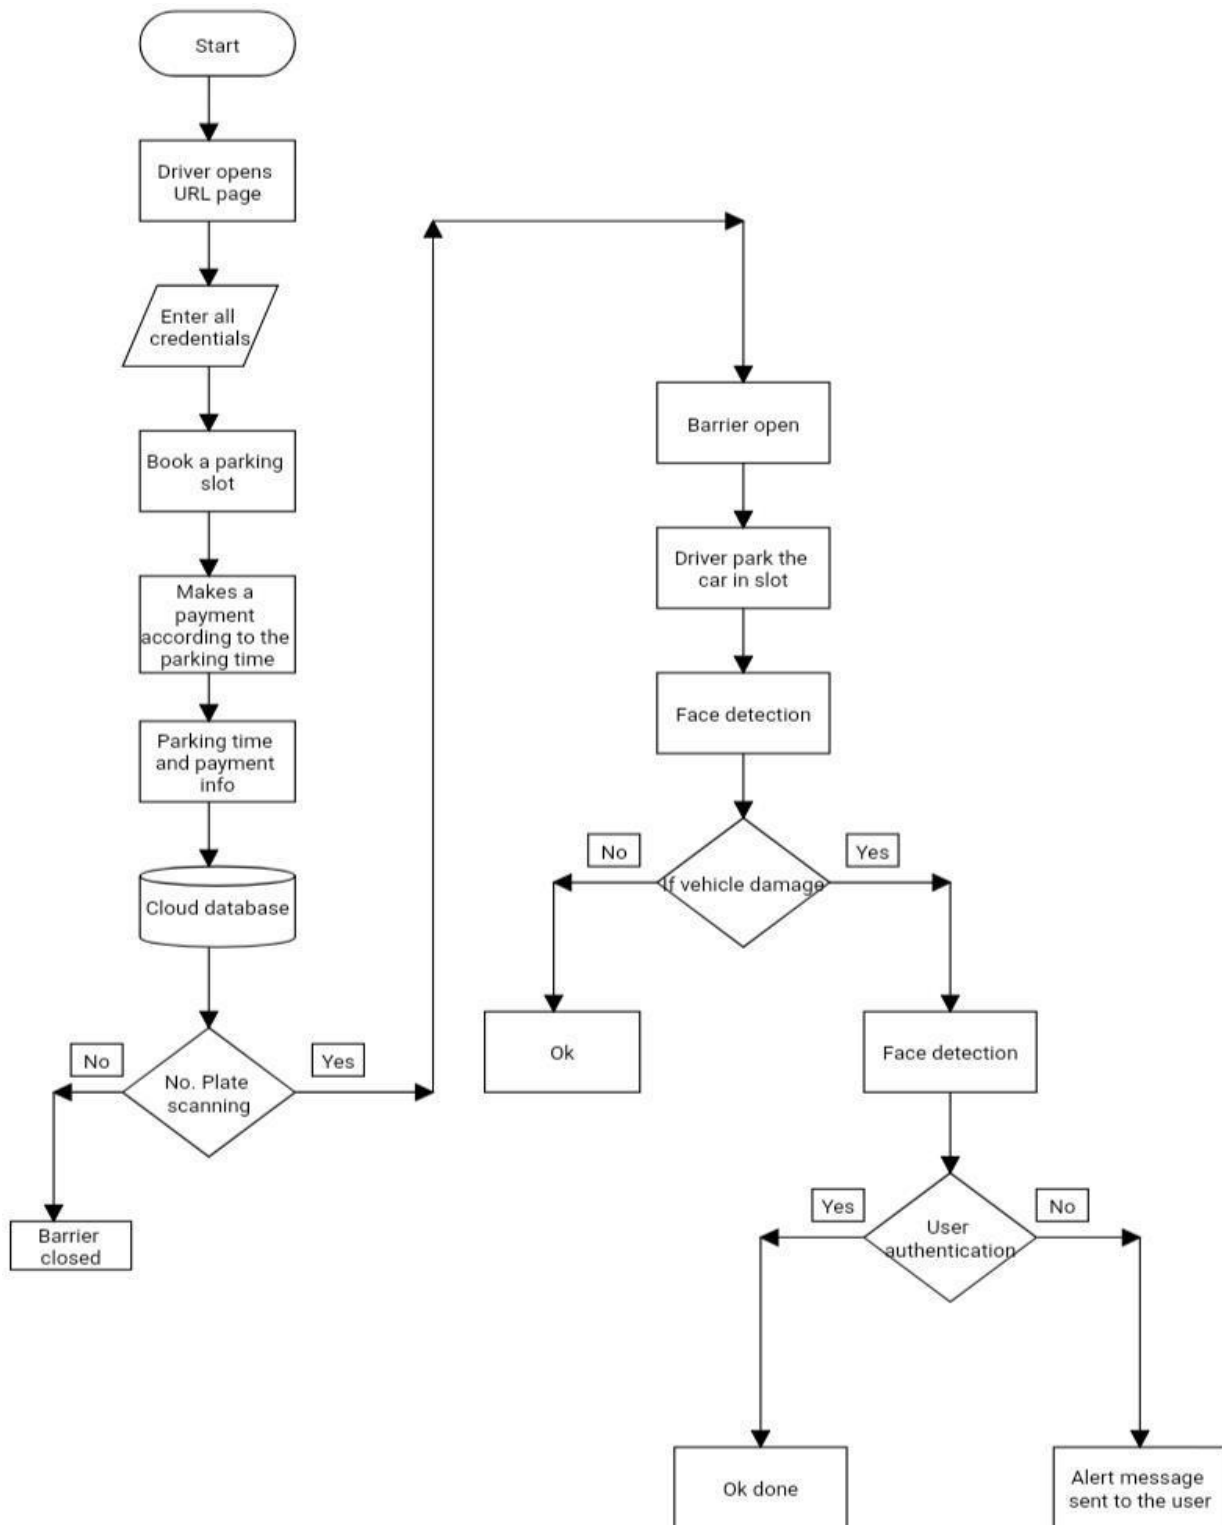 Start
Driver opens
URL page
Enter all
credentials
Book a parking
slot
Makes a
payment
according to the
parking time
Parking time
and payment
info
Cloud database
No
Yes
No. Plate
scanning
Barrier
closed
Barrier open
Driver park the
car in slot
Face detection
No
Yes
If vehicle damage
Ok
Face detection
Yes
No
User
authentication
Ok done
Alert message
sent to the user